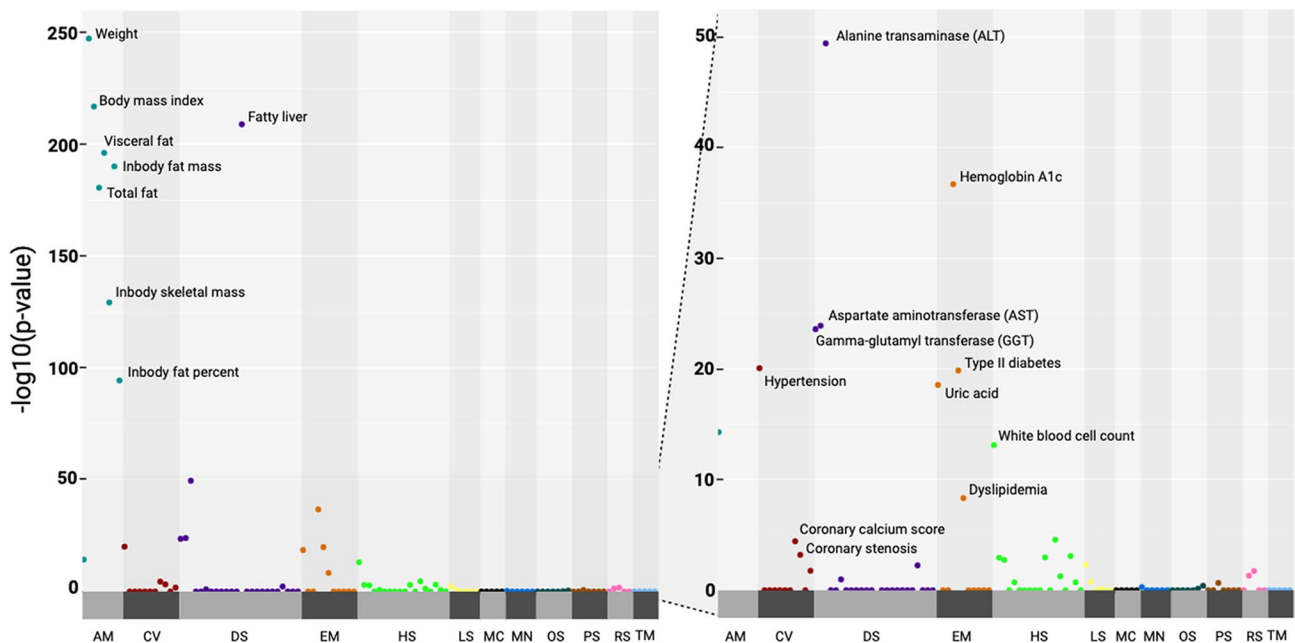 -log10(p-value)
250
Weight
Body mass index
Fatty liver
200
Visceral fat
Inbody fat mass
Total fat
150
Inbody skeletal mass
100
Inbody fat percent
50
0
AM CV DS EM HS LS MC MN OS PS RS TM
50
Alanine transaminase (ALT)
40
Hemoglobin A1c
30
Aspartate aminotransferase (AST)
Gamma-glutamyl transferase (GGT)
20
Type II diabetes
Hypertension
Uric acid
White blood cell count
10
Dyslipidemia
Coronary calcium score
Coronary stenosis
0
AM CV DS EM HS LS MC MN OS PS RS TM